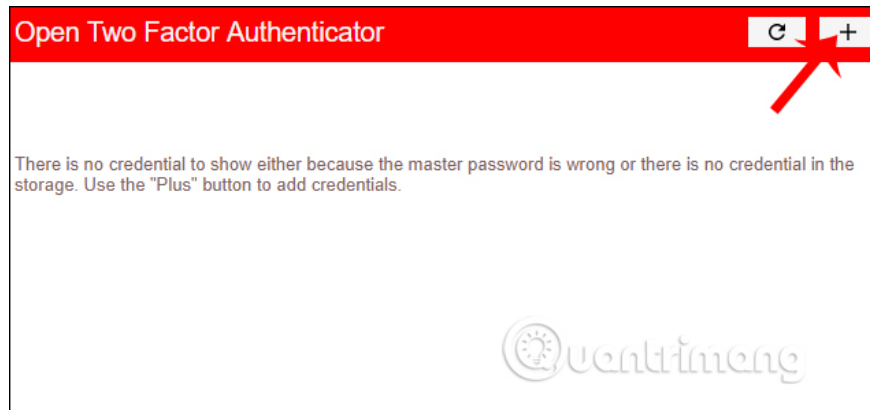 Open Two Factor Authenticator
There is no credential to show either because the master password is wrong or there is no credential in the
storage. Use the "Plus" button to add credentials.
Quantrimang